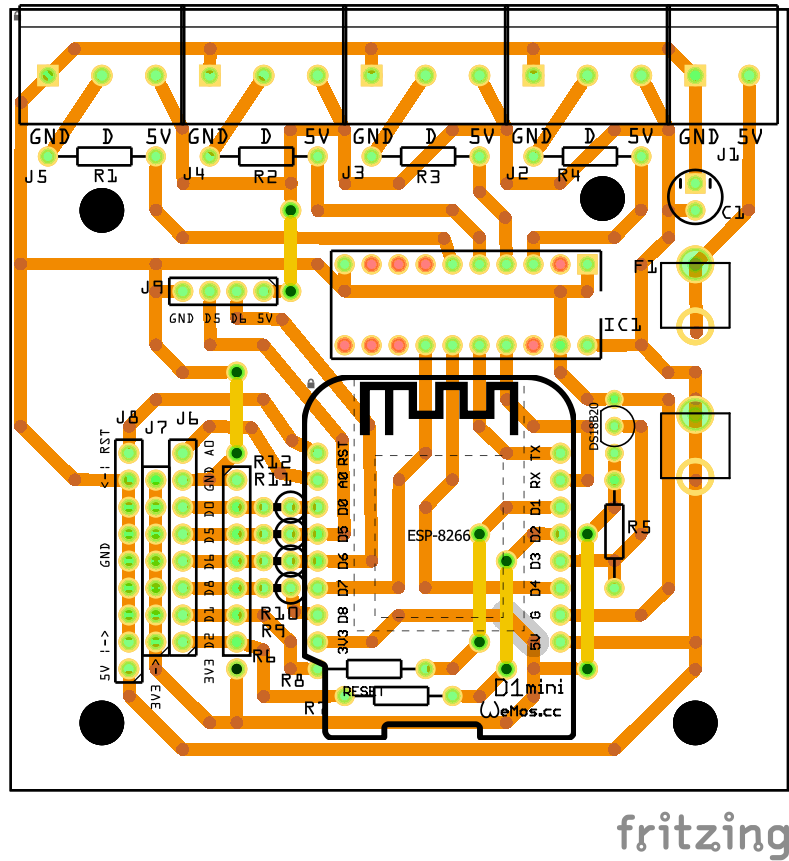 GND D 5V GND D 5V GND D 5V GND D 5V GND 5V
J5 R1 J4 R2 J3 R3 J2 R4 J1
C1
F1
J9
GND D5 D6 5V
IC1
J8 J7 J6
RST
<-|
GND
|->
5V
3V3 ->
A0
GND
D0
D5
D6
D8
D1
D2
3V3
R12
R11
R10
R9
R6
R8
R7
RST
A0
D0
D5
D6
D7
D8
3V3
TX
RX
D1
D2
D3
D4
G
5V
ESP-8266
DS18B20
R5
RESET
D1mini
WeMos.cc
fritzing